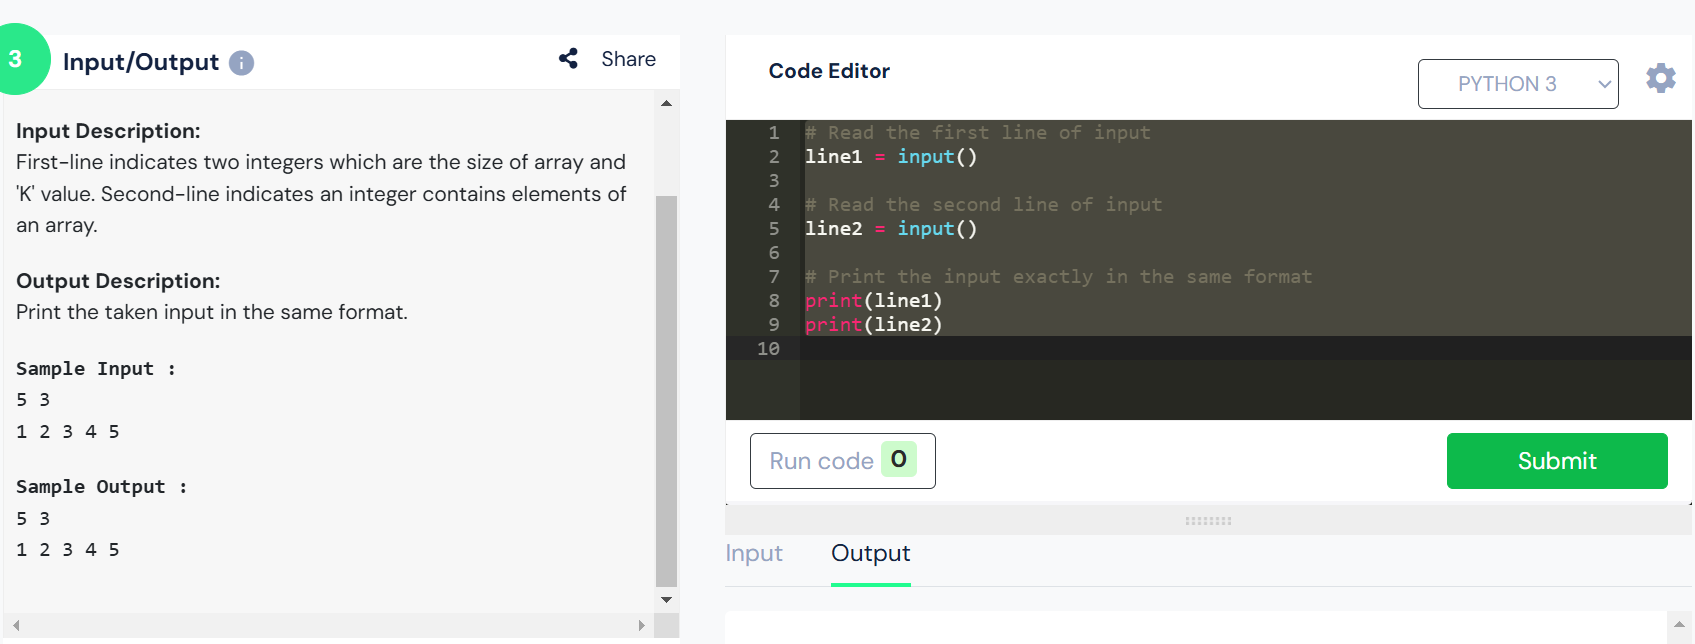 3
Input/Output i
Share
Input Description:
First-line indicates two integers which are the size of array and
'K' value. Second-line indicates an integer contains elements of
an array.
Output Description:
Print the taken input in the same format.
Sample Input :
5 3
1 2 3 4 5
Sample Output :
5 3
1 2 3 4 5
Code Editor
PYTHON 3
1 # Read the first line of input
2 line1 = input()
3
4 # Read the second line of input
5 line2 = input()
6
7 # Print the input exactly in the same format
8 print(line1)
9 print(line2)
10
Run code 0
Submit
Input Output